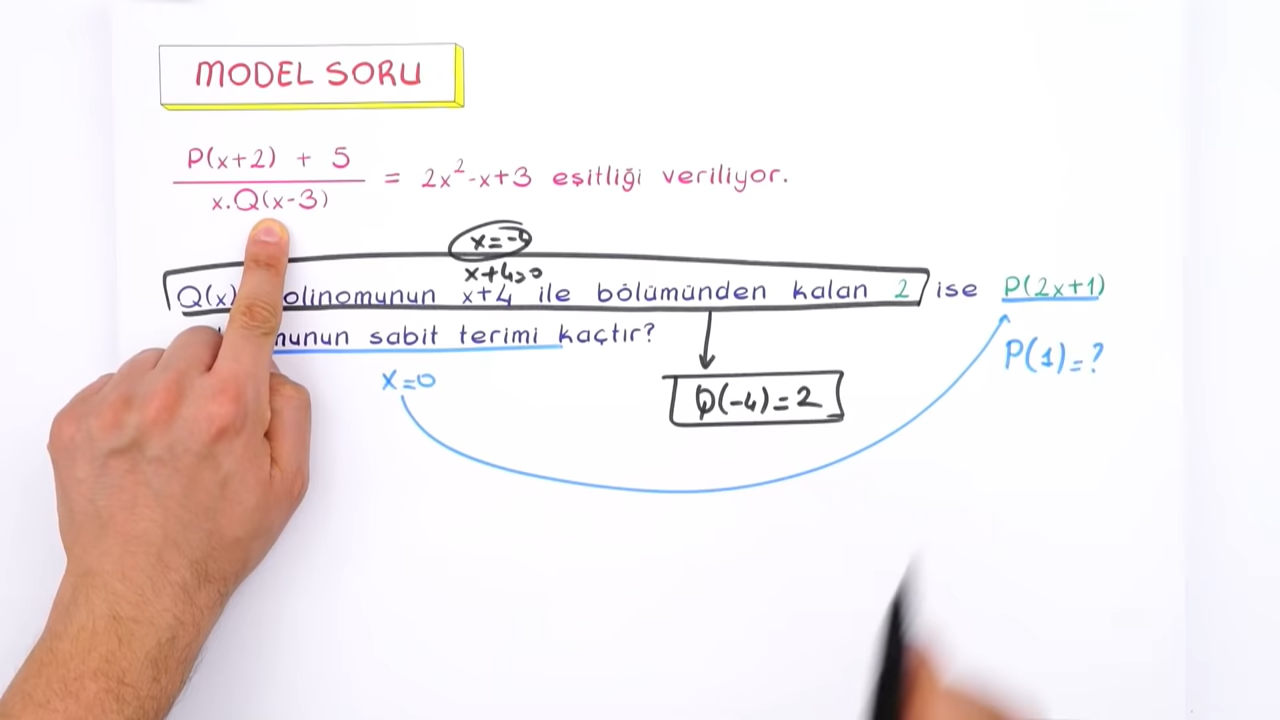 MODEL SORU
P(x+2) + 5
x.Q(x-3)
= 2x²-x+3 eşitliği veriliyor.
x=-4
x+4=0
Q(x) olinomunun x+4 ile bölümünden kalan 2 ise P(2x+1)
nunun sabit terimi kaçtır?
x=0
Q(-4)=2
P(1)=?